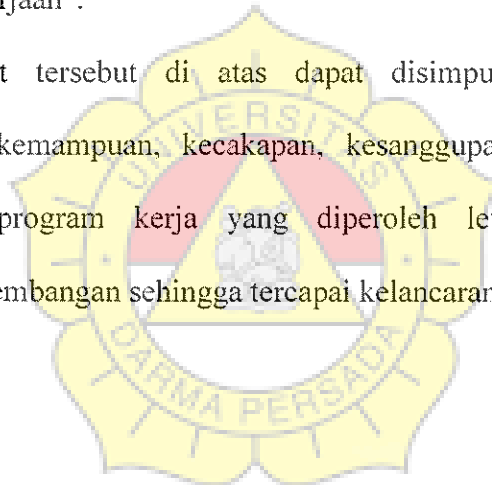 rjaan".
t tersebut di atas dapat disimpu
kemampuan, kecakapan, kesanggupa
program kerja yang diperoleh le
embangan sehingga tercapai kelancaran
UNIVERSITAS
DARMA PERSADA